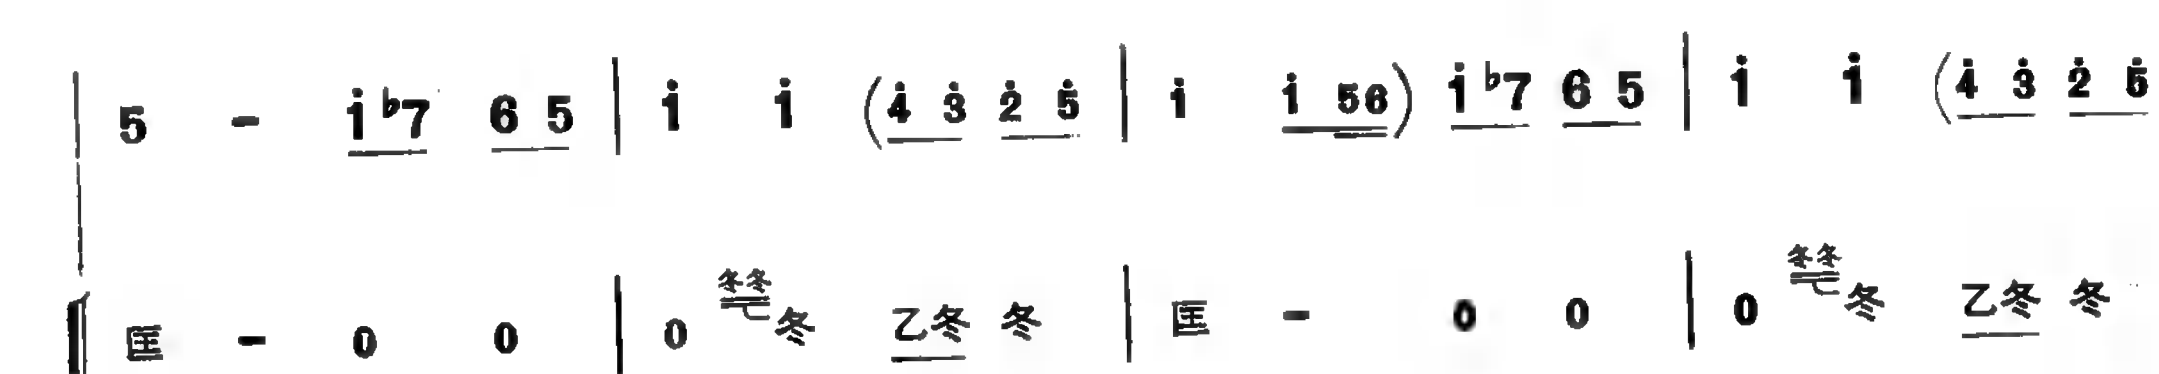 5 - i̇ ♭7 6 5 | i̇ i̇ (4̇ 3̇ 2̇ 5̇ | i̇ i̇ 56) i̇ ♭7 6 5 | i̇ i̇ (4̇ 3̇ 2̇ 5̇
匡 - 0 0 | 0 冬冬 冬 乙冬 冬 | 匡 - 0 0 | 0 冬冬 冬 乙冬 冬